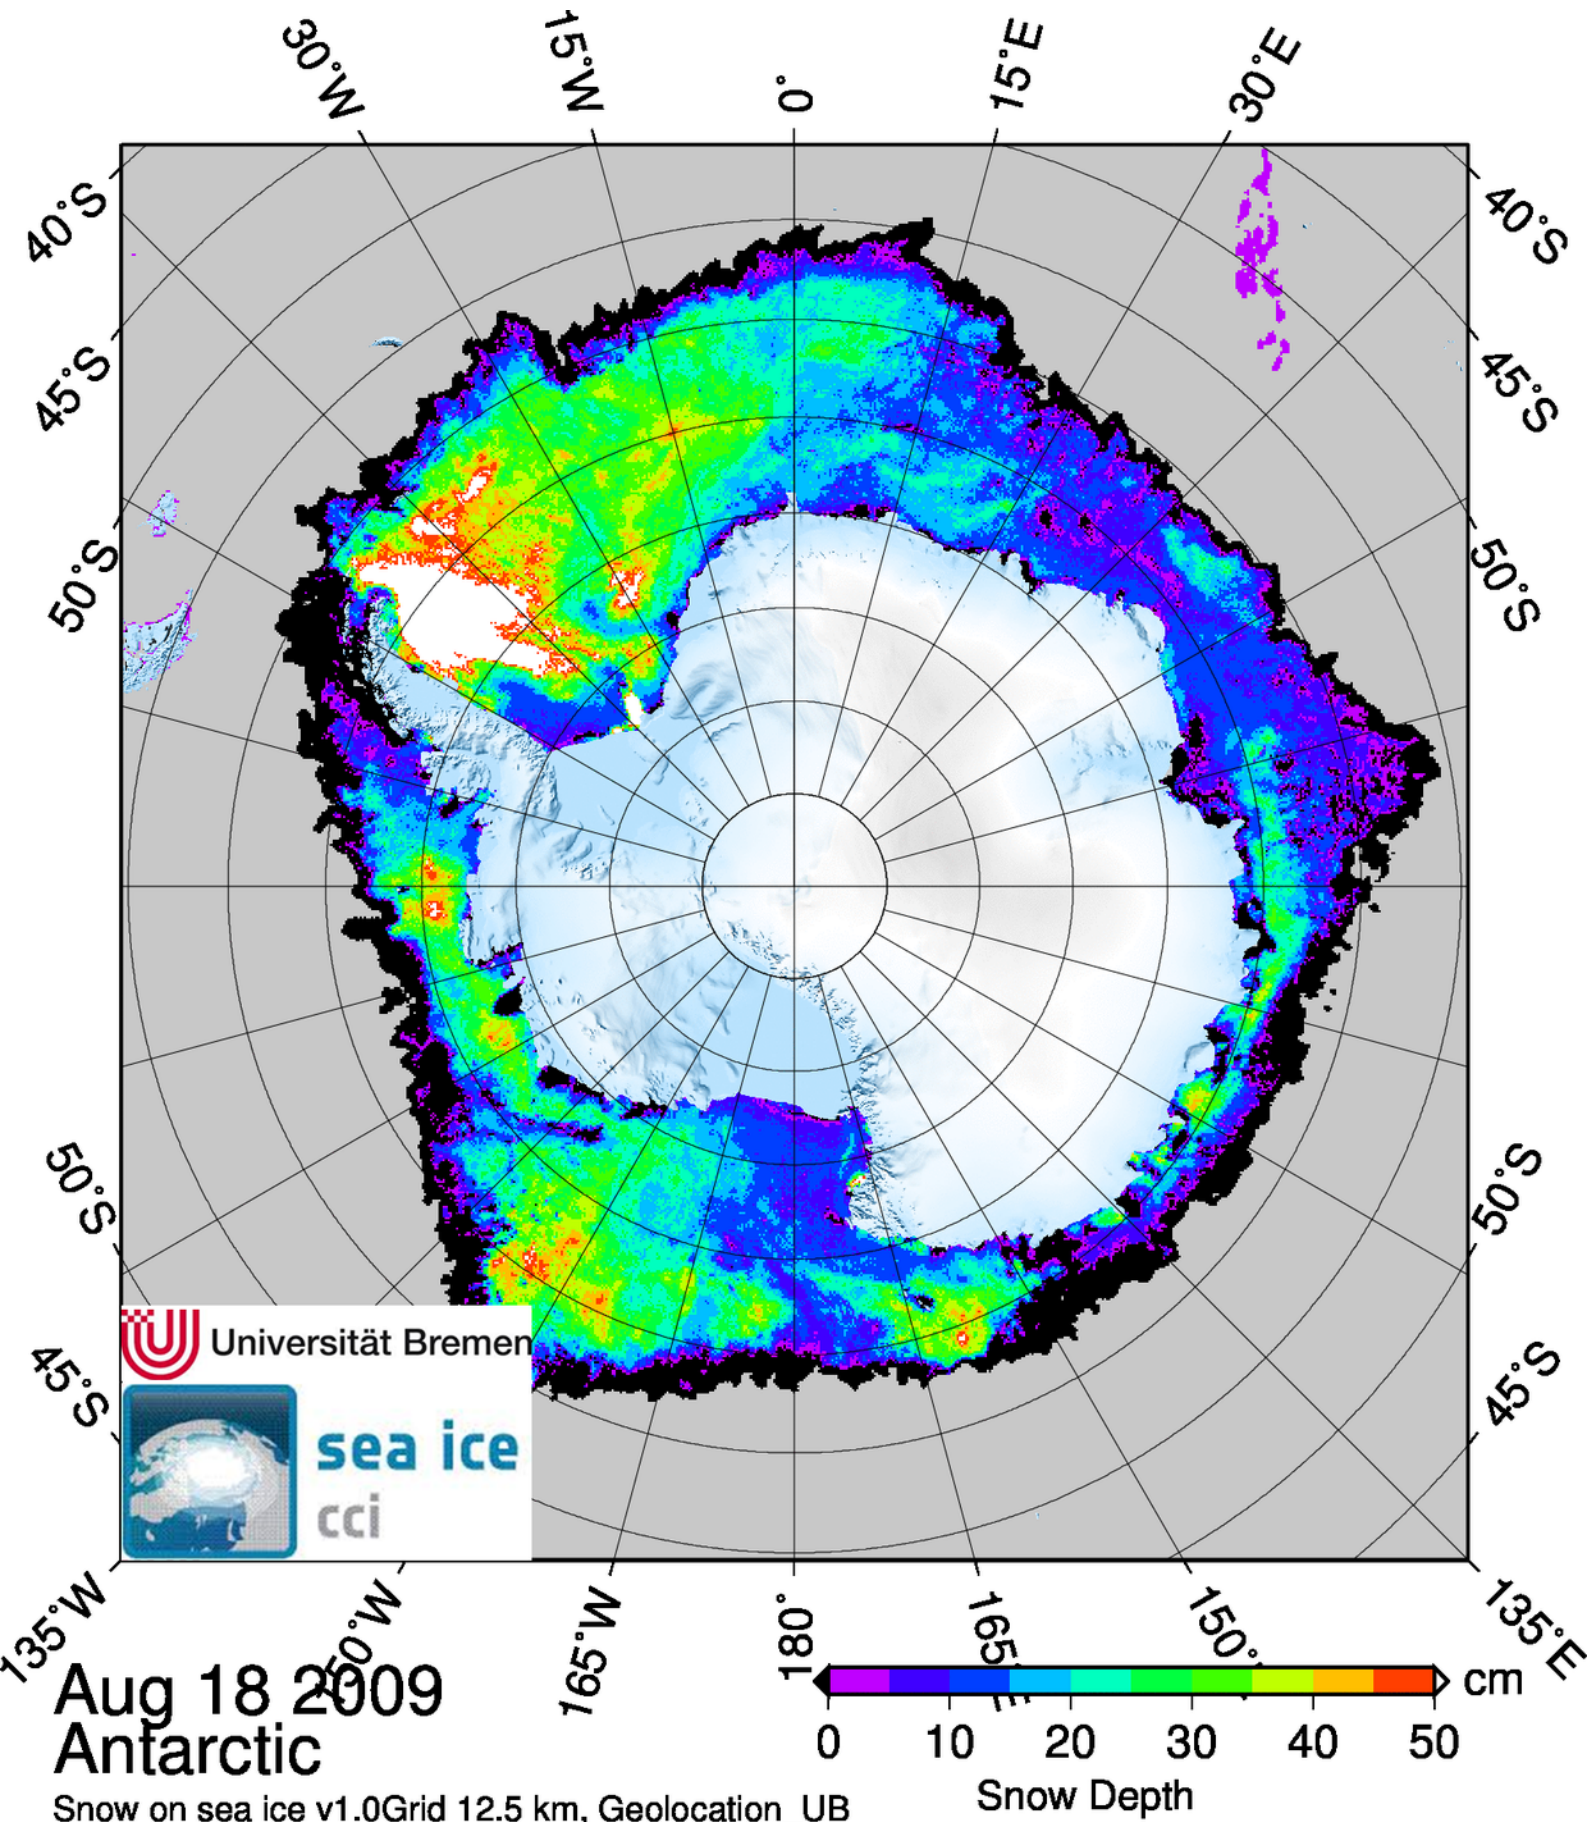 30°W
15°W
0°
15°E
30°E
40°S
45°S
50°S
40°S
45°S
50°S
50°S
45°S
50°S
45°S
Universität Bremen
sea ice
cci
135°W
165°W
180°
135°E
Aug 18 2009
Antarctic
Snow on sea ice v1.0Grid 12.5 km, Geolocation UB
cm
0 10 20 30 40 50
Snow Depth